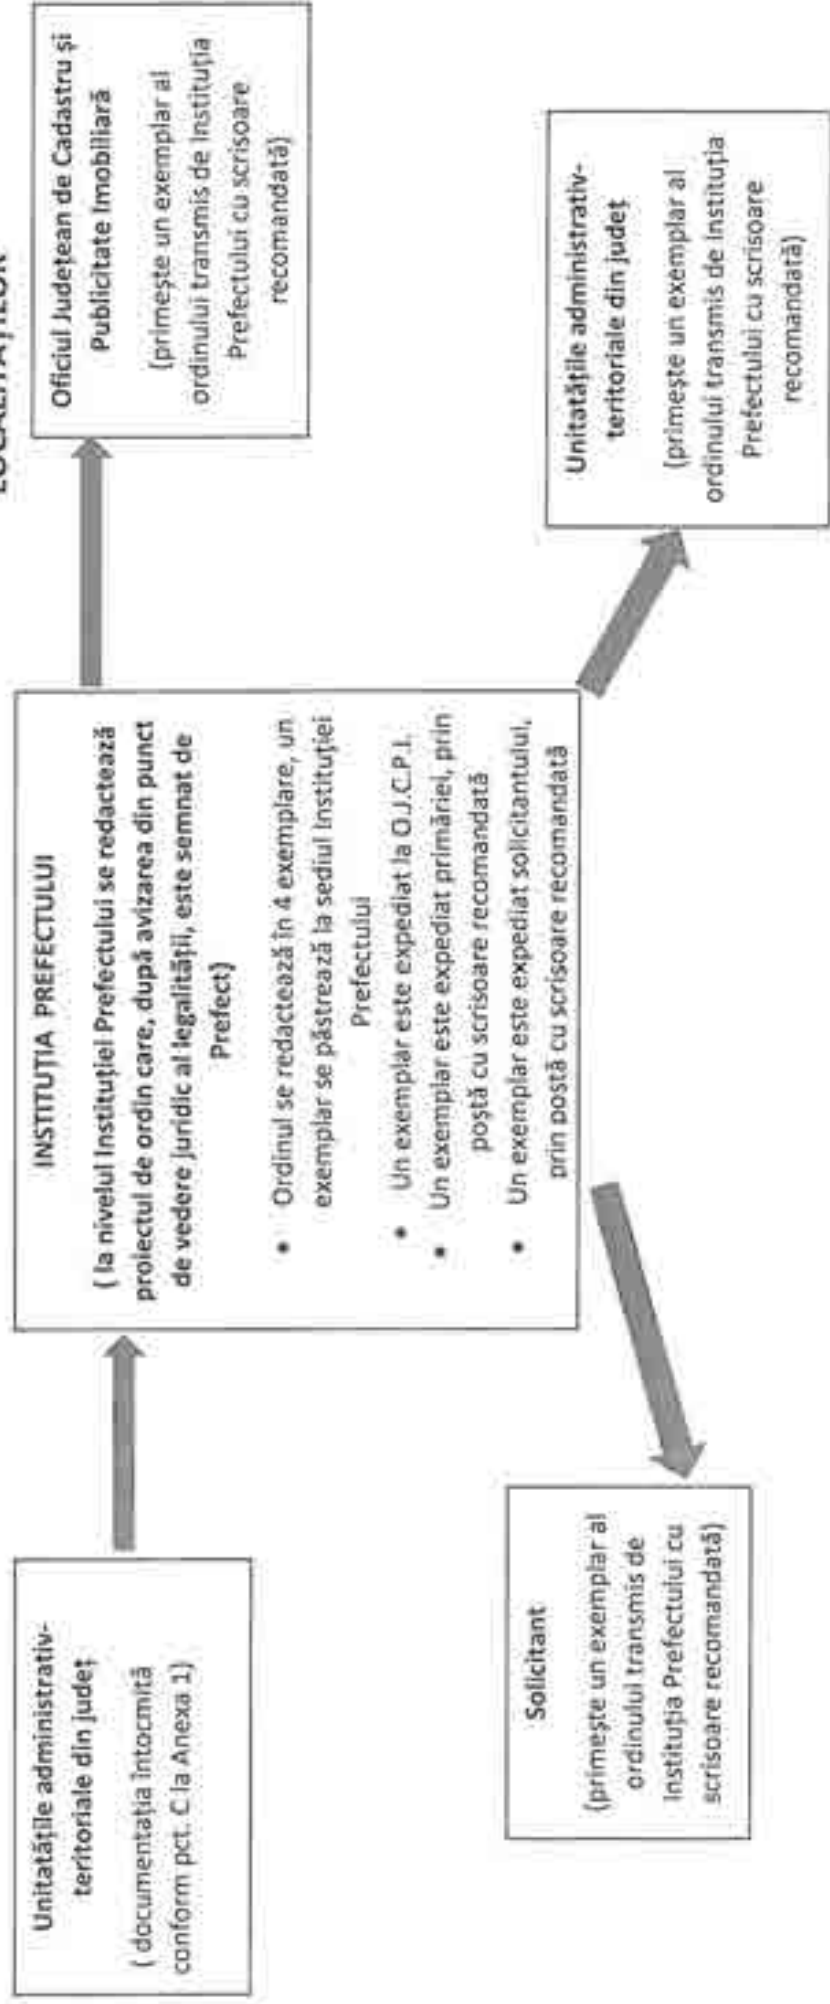 LOCALITĂȚILOR
Unitatățile administrativ-
teritoriale din județ
( documentația întocmită
conform pct. C la Anexa 1)
INSTITUȚIA PREFECTULUI
( la nivelul Instituției Prefectului se redactează
proiectul de ordin care, după avizarea din punct
de vedere juridic al legalității, este semnat de
Prefect)
• Ordinul se redactează în 4 exemplare, un
exemplar se păstrează la sediul Instituției
Prefectului
• Un exemplar este expediat la O.J.C.P.I.
• Un exemplar este expediat primăriei, prin
poștă cu scrisoare recomandată
• Un exemplar este expediat solicitantului,
prin poștă cu scrisoare recomandată
Oficiul Județean de Cadastru și
Publicitate Imobiliară
(primește un exemplar al
ordinului transmis de Instituția
Prefectului cu scrisoare
recomandată)
Solicitant
(primește un exemplar al
ordinului transmis de
Instituția Prefectului cu
scrisoare recomandată)
Unitatățile administrativ-
teritoriale din județ
(primește un exemplar al
ordinului transmis de Instituția
Prefectului cu scrisoare
recomandată)